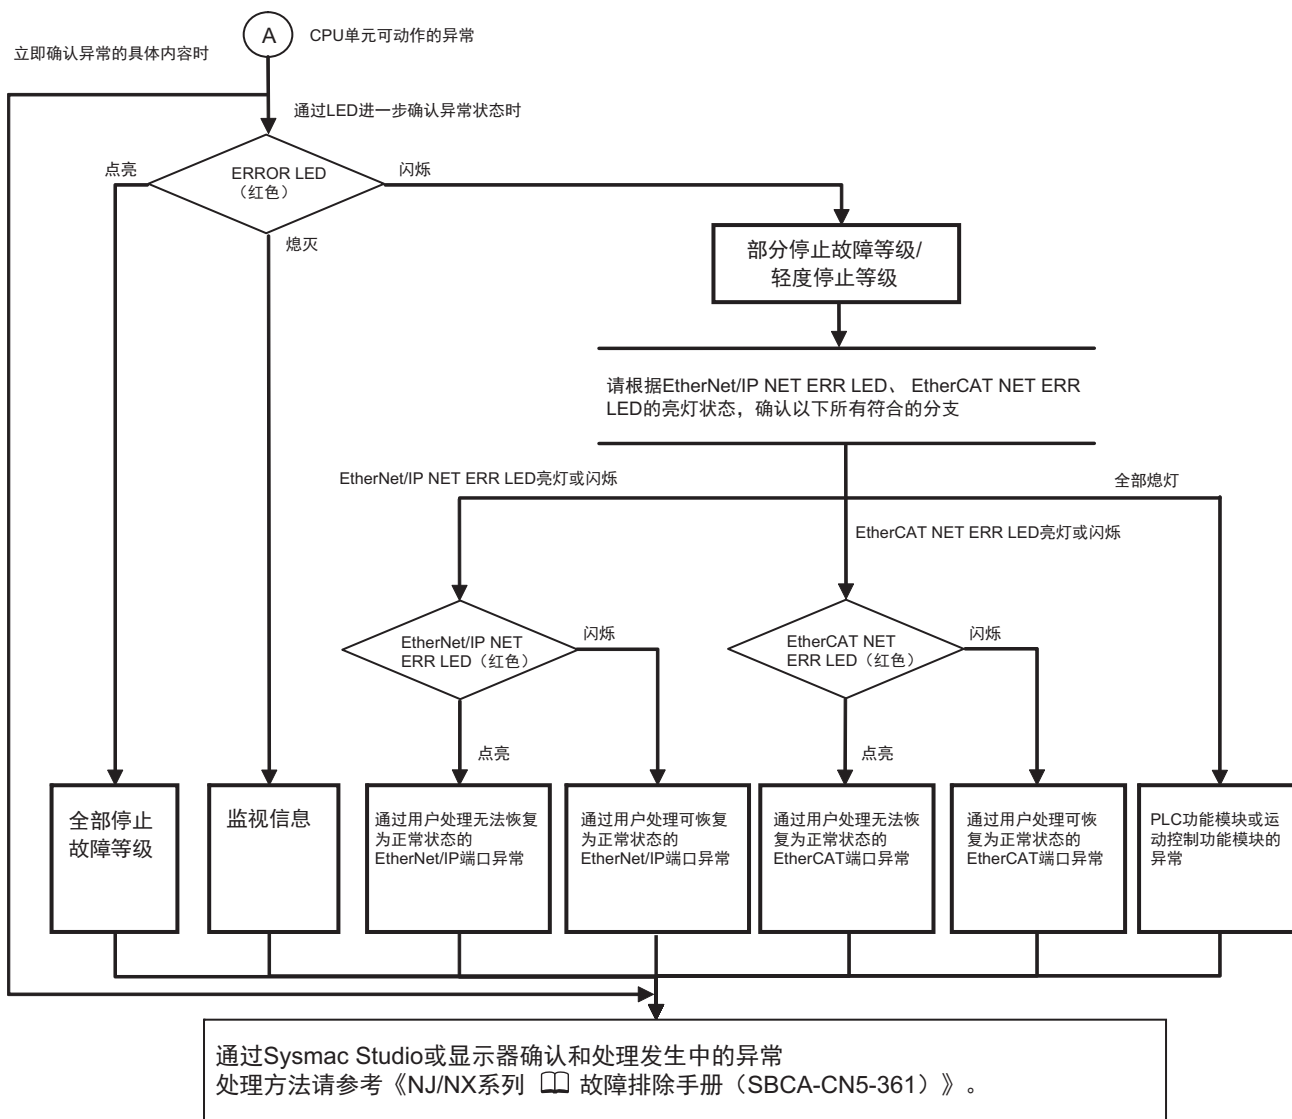 A
CPU单元可动作的异常
立即确认异常的具体内容时
通过LED进一步确认异常状态时
点亮
ERROR LED
（红色）
闪烁
熄灭
部分停止故障等级/
轻度停止等级
请根据EtherNet/IP NET ERR LED、 EtherCAT NET ERR
LED的亮灯状态，确认以下所有符合的分支
EtherNet/IP NET ERR LED亮灯或闪烁
全部熄灯
EtherCAT NET ERR LED亮灯或闪烁
EtherNet/IP NET
ERR LED（红色）
闪烁
EtherCAT NET
ERR LED（红色）
闪烁
点亮
点亮
全部停止
故障等级
监视信息
通过用户处理无法恢复
为正常状态的
EtherNet/IP端口异常
通过用户处理可恢复
为正常状态的
EtherNet/IP端口异常
通过用户处理无法恢
复为正常状态的
EtherCAT端口异常
通过用户处理可恢
复为正常状态的
EtherCAT端口异常
PLC功能模块或运
动控制功能模块的
异常
通过Sysmac Studio或显示器确认和处理发生中的异常
处理方法请参考《NJ/NX系列 故障排除手册（SBCA-CN5-361）》。